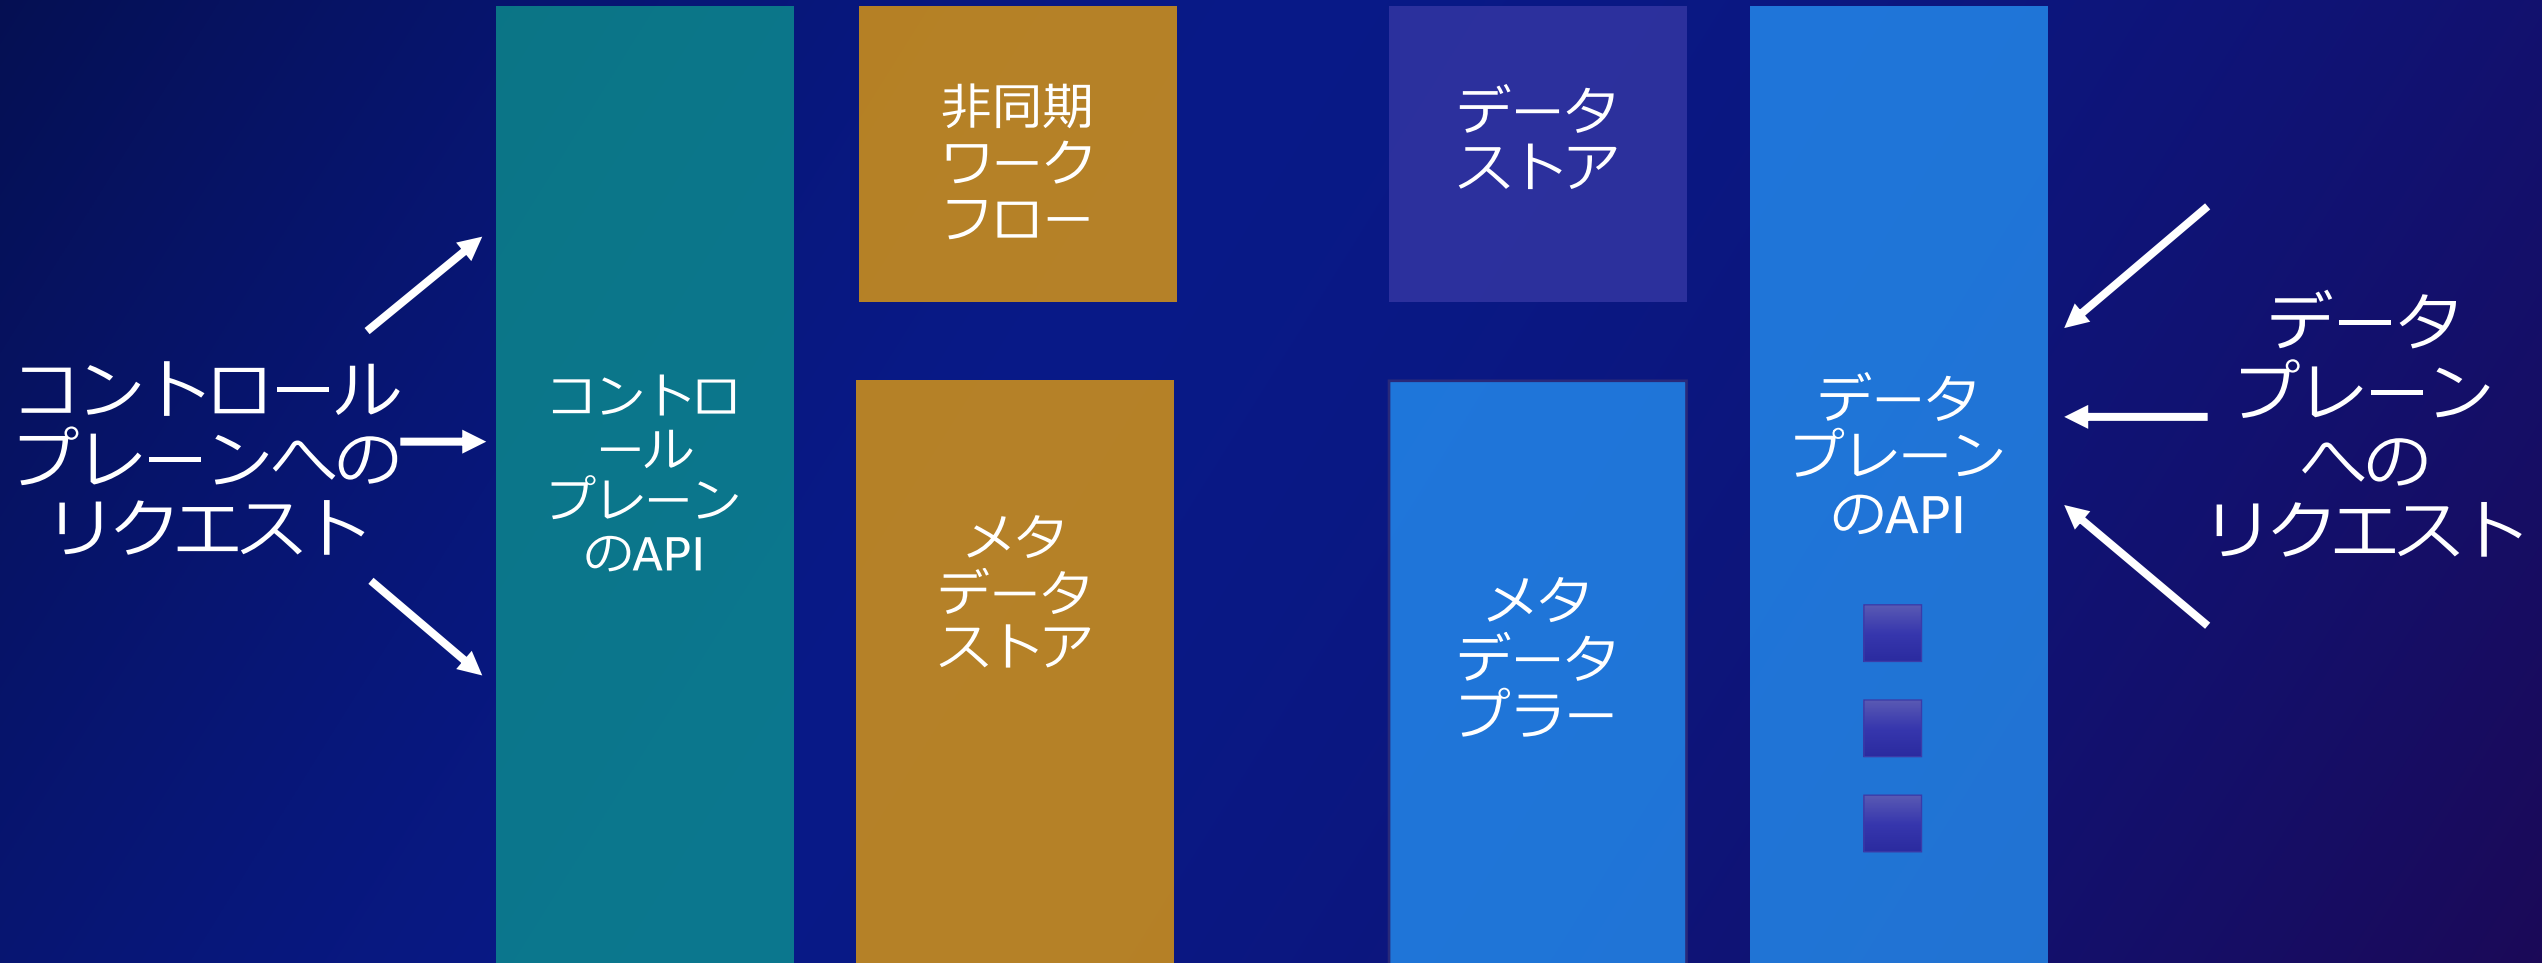 コントロール
プレーンへの
リクエスト
コントロ
ール
プレーン
のAPI
非同期
ワーク
フロー
メタ
データ
ストア
データ
ストア
メタ
データ
プラー
データ
プレーン
のAPI
データ
プレーン
への
リクエスト